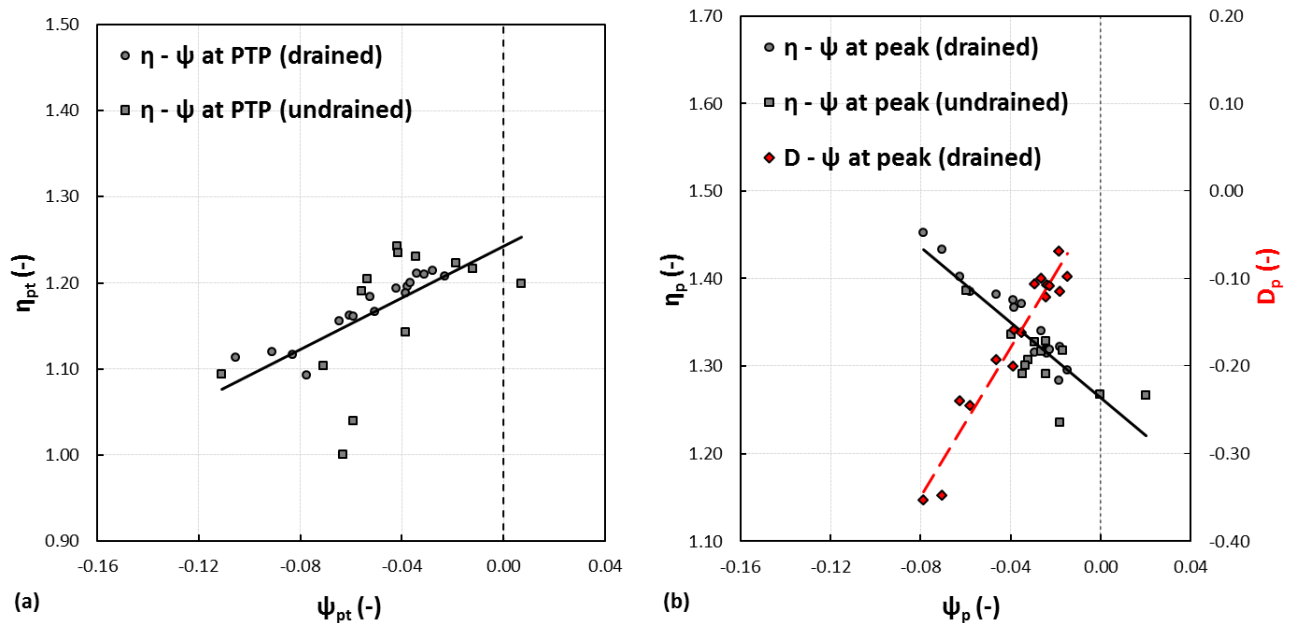 1.50
1.40
1.30
1.20
1.10
1.00
0.90
η - ψ at PTP (drained)
η - ψ at PTP (undrained)
ηpt (-)
-0.16
-0.12
-0.08
-0.04
0.00
0.04
(a)
ψpt (-)
1.70
1.60
1.50
1.40
1.30
1.20
1.10
η - ψ at peak (drained)
η - ψ at peak (undrained)
D - ψ at peak (drained)
ηp (-)
0.20
0.10
0.00
-0.10
-0.20
-0.30
-0.40
Dp (-)
-0.16
-0.12
-0.08
-0.04
0.00
0.04
(b)
ψp (-)